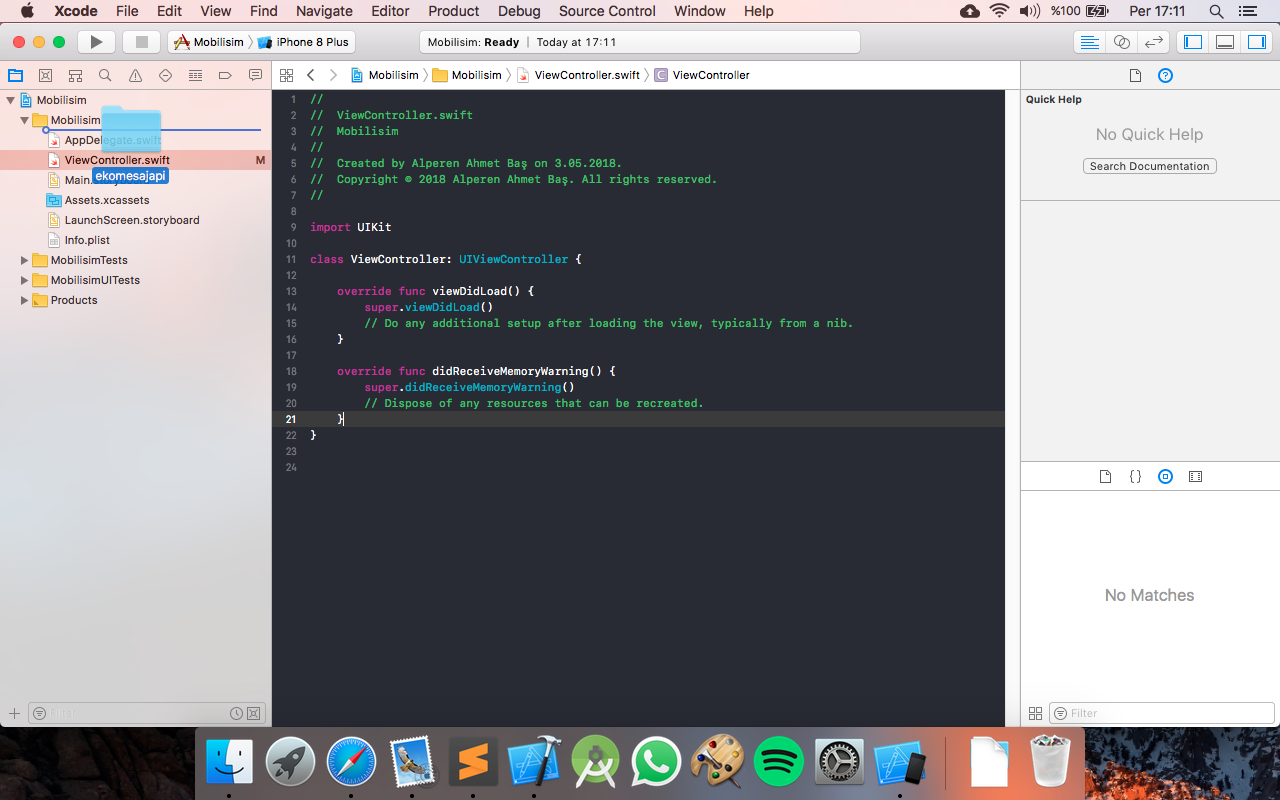 Xcode File Edit View Find Navigate Editor Product Debug Source Control Window Help %100 Per 17:11
Mobilisim iPhone 8 Plus Mobilisim: Ready | Today at 17:11
Mobilisim Mobilisim ViewController.swift C ViewController
Mobilisim
Mobilisim
AppDelegate.swift
ViewController.swift M
ekomesajapi
Main
Assets.xcassets
LaunchScreen.storyboard
Info.plist
MobilisimTests
MobilisimUITests
Products
Filter
1 //
2 // ViewController.swift
3 // Mobilisim
4 //
5 // Created by Alperen Ahmet Baş on 3.05.2018.
6 // Copyright © 2018 Alperen Ahmet Baş. All rights reserved.
7 //
8
9 import UIKit
10
11 class ViewController: UIViewController {
12
13 override func viewDidLoad() {
14 super.viewDidLoad()
15 // Do any additional setup after loading the view, typically from a nib.
16 }
17
18 override func didReceiveMemoryWarning() {
19 super.didReceiveMemoryWarning()
20 // Dispose of any resources that can be recreated.
21 }
22 }
23
24
Quick Help
No Quick Help
Search Documentation
{}
No Matches
Filter